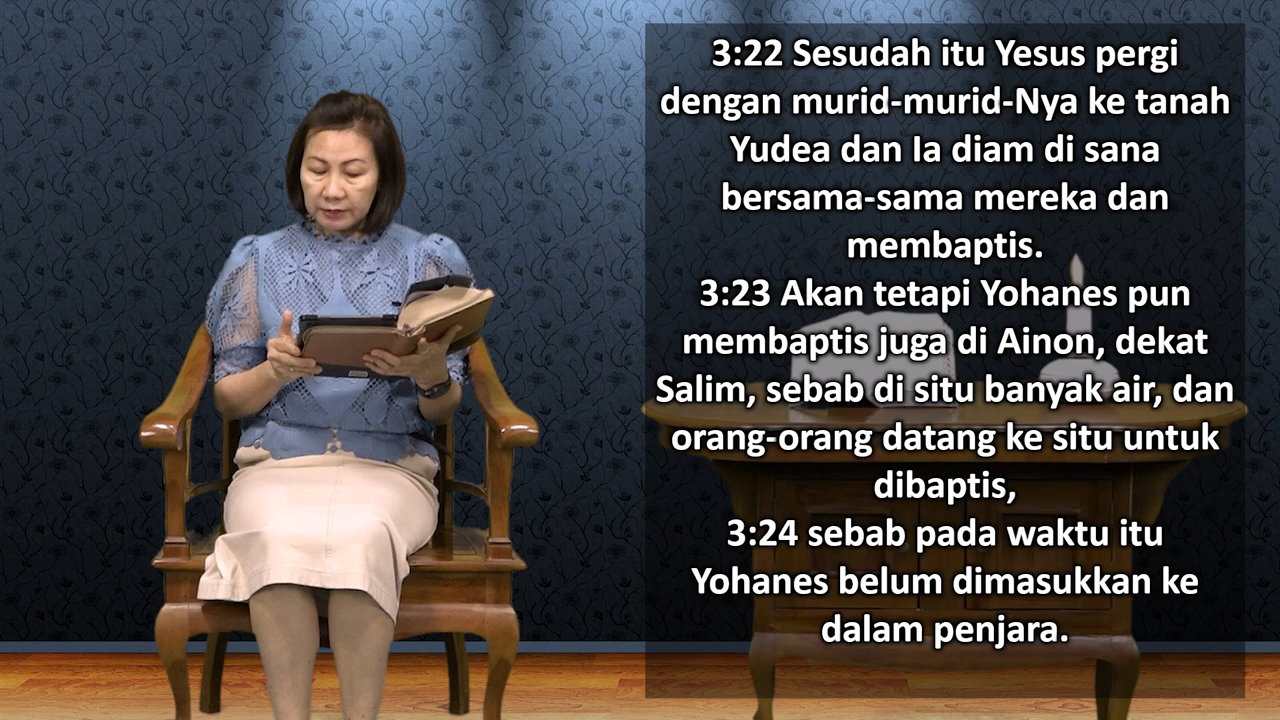 3:22 Sesudah itu Yesus pergi
dengan murid-murid-Nya ke tanah
Yudea dan Ia diam di sana
bersama-sama mereka dan
membaptis.
3:23 Akan tetapi Yohanes pun
membaptis juga di Ainon, dekat
Salim, sebab di situ banyak air, dan
orang-orang datang ke situ untuk
dibaptis,
3:24 sebab pada waktu itu
Yohanes belum dimasukkan ke
dalam penjara.